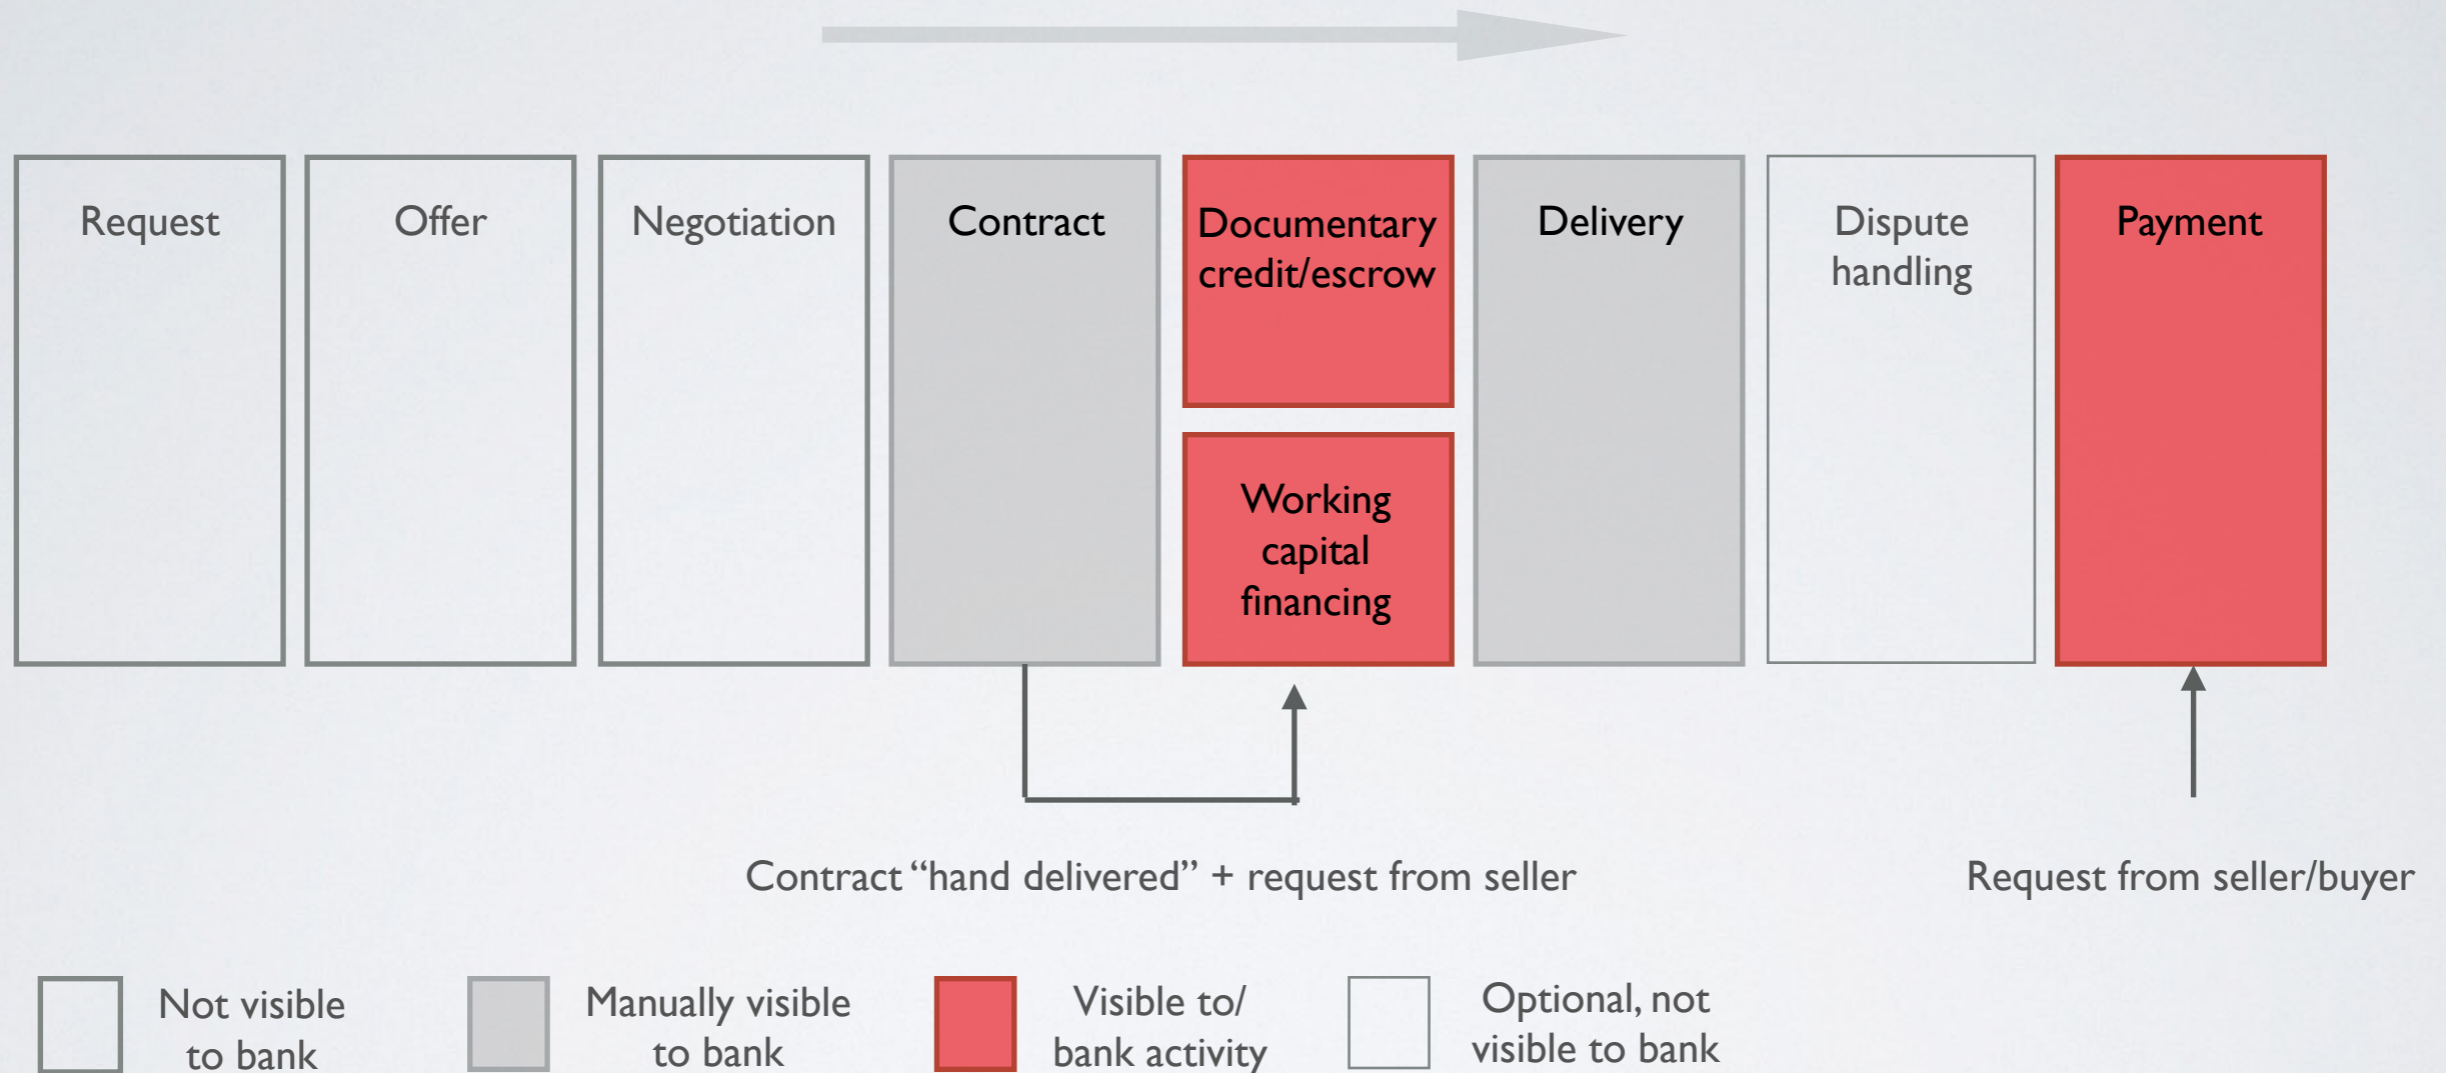 Request
Offer
Negotiation
Contract
Documentary
credit/escrow
Working
capital
financing
Delivery
Dispute
handling
Payment
Contract “hand delivered” + request from seller
Request from seller/buyer
Not visible
to bank
Manually visible
to bank
Visible to/
bank activity
Optional, not
visible to bank